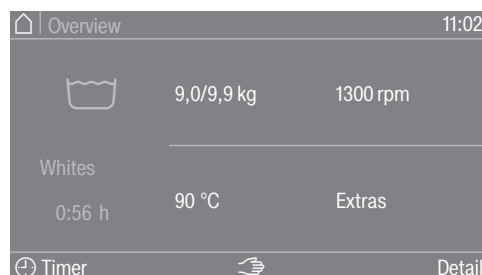 Overview 11:02
9,0/9,9 kg 1300 rpm
Whites
0:56 h
90 °C Extras
Timer Detail